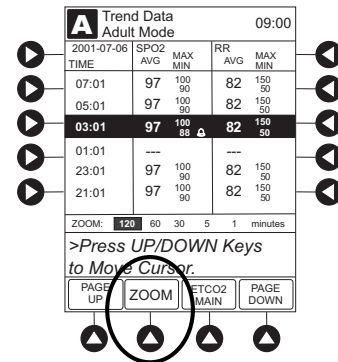 A Trend Data 09:00
Adult Mode
2001-07-06 SPO2 RR
TIME AVG MAX MIN AVG MAX MIN
07:01 97 100 90 82 150 50
05:01 97 100 90 82 150 50
03:01 97 100 88 82 150 50
01:01 --- ---
23:01 97 100 90 82 150 50
21:01 97 100 90 82 150 50
ZOOM: 120 60 30 5 1 minutes
>Press UP/DOWN Keys
to Move Cursor.
PAGE UP ZOOM ETCO2 MAIN PAGE DOWN